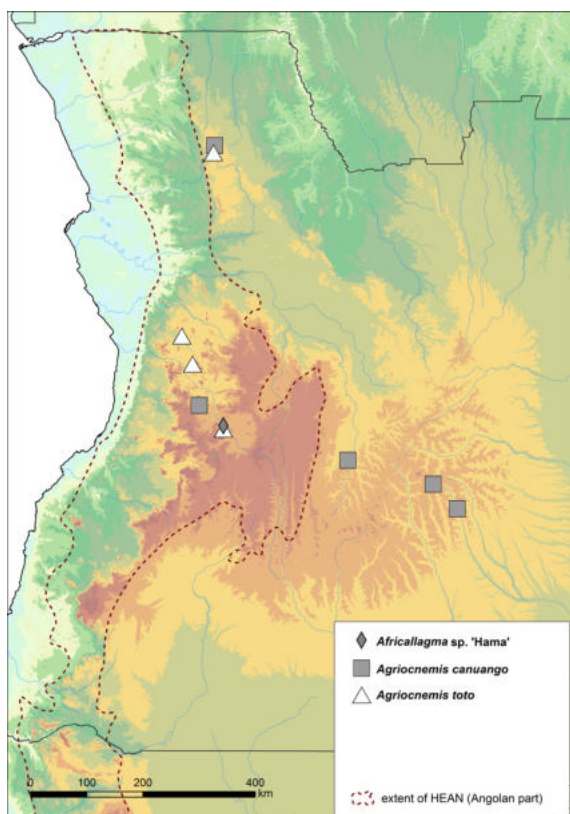 Africallagma sp. 'Hama'
Agriocnemis canuango
Agriocnemis toto
extent of HEAN (Angolan part)
0 100 200 400
km